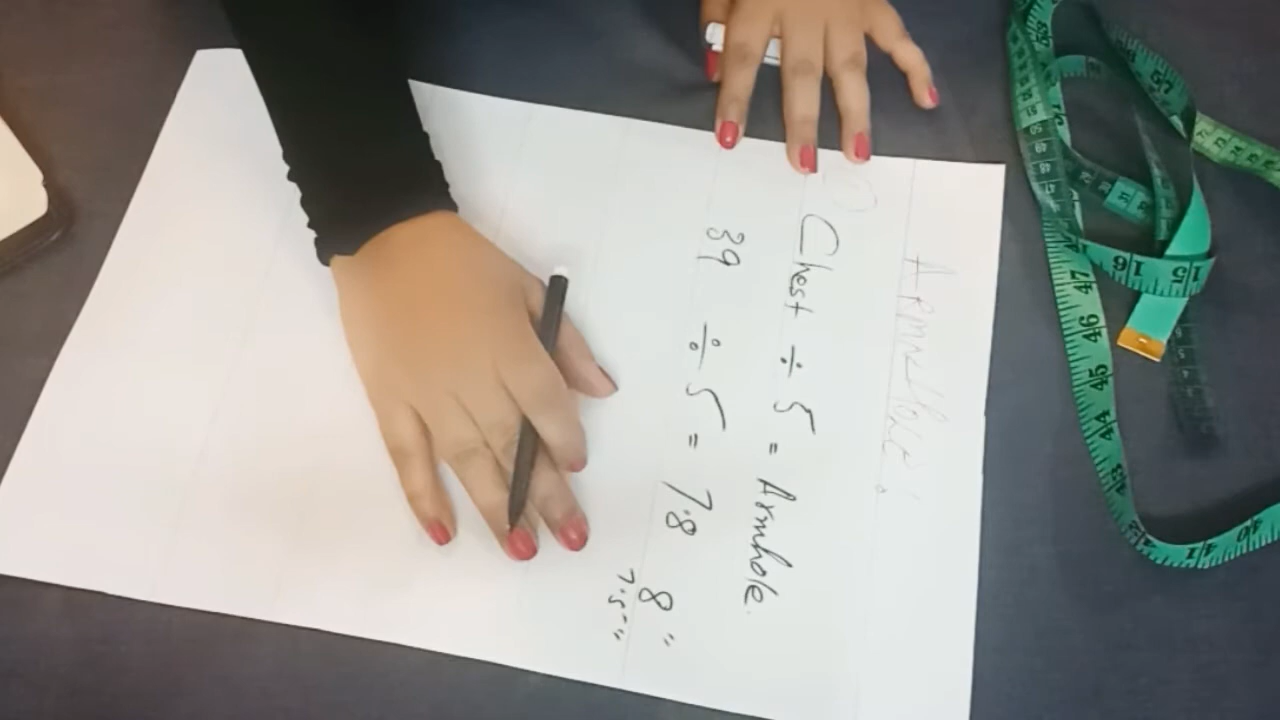 Armhole:
Chest ÷ 5 = Armhole.
39 ÷ 5 = 7.8 8"
7.5"